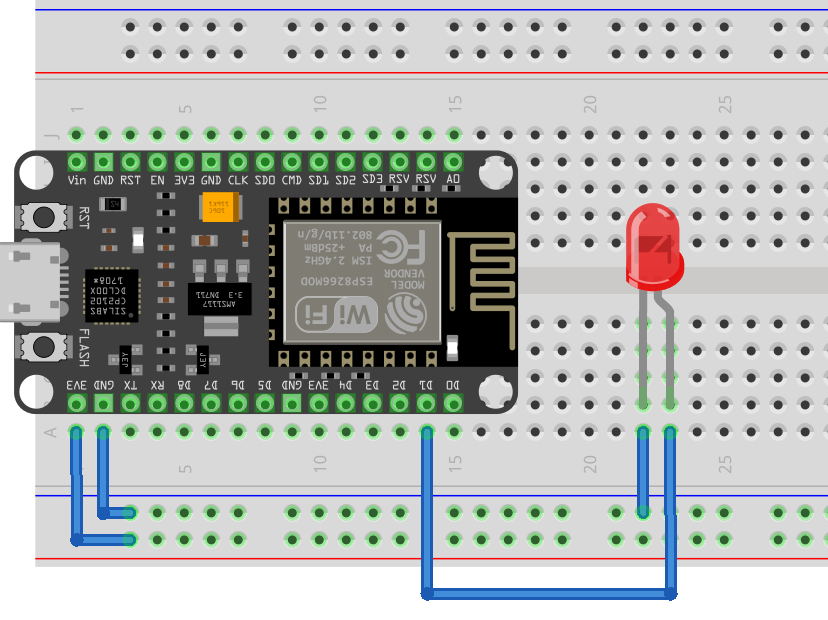 1 5 10 15 20 25
J
Vin GND RST EN 3V3 GND CLK SD0 CMD SD1 SD2 SD3 RSV RSV A0
RST
FLASH
SILABS
CP2102
DCL00X
1708*
AMS1117
3.3 DN71
MODEL
VENDOR
ESP8266MOD
ISM 2.4GHz
PA +25dBm
802.11b/g/n
FC
Wi Fi
J3Y
J3Y
3V3 GND TX RX D8 D7 D6 D5 GND 3V3 D4 D3 D2 D1 D0
A
5 10 15 20 25